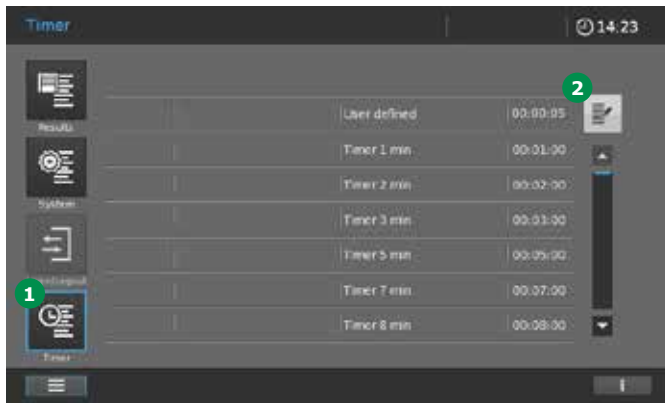 Timer
14:23
2
Results
User defined 00:00:05
Timer 1 min 00:01:00
System
Timer 2 min 00:02:00
Timer 3 min 00:03:00
Timer 5 min 00:05:00
1
Timer 7 min 00:07:00
Timer 8 min 00:08:00
Timer
i